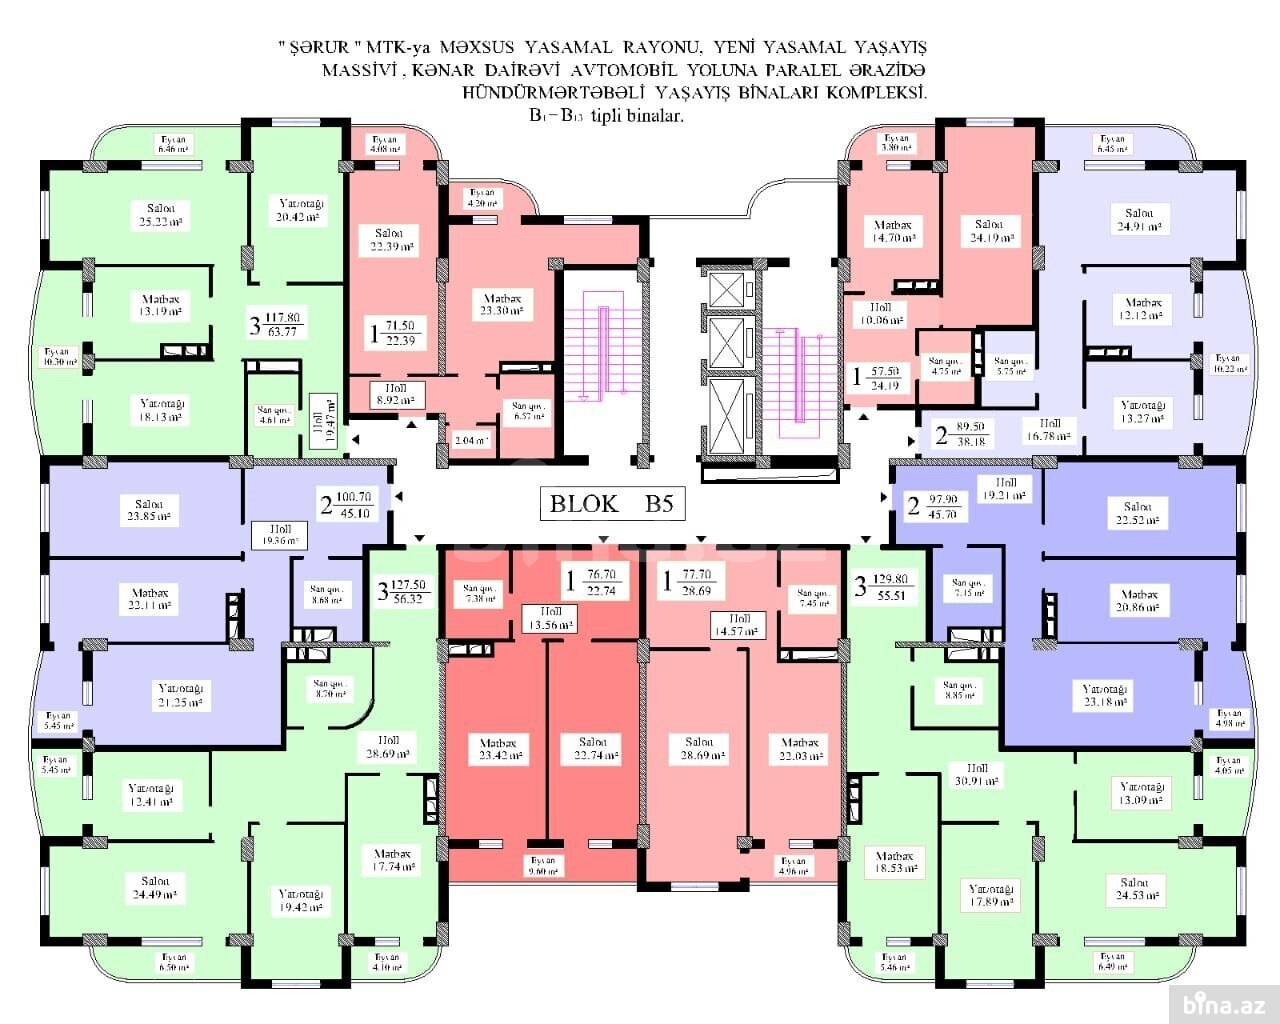 " ŞƏRUR " MTK-ya MƏXSUS YASAMAL RAYONU, YENİ YASAMAL YAŞAYIŞ
MASSİVİ , KƏNAR DAİRƏVİ AVTOMOBİL YOLUNA PARALEL ƏRAZİDƏ
HÜNDÜRMƏRTƏBƏLİ YAŞAYIŞ BİNALARI KOMPLEKSİ.
B1-B13 tipli binalar.
Eyvan
6.46 m²
Salon
25.22 m²
Yat/otağı
20.42 m²
Mətbəx
13.19 m²
3 117.80
63.77
Eyvan
10.30 m²
Yat/otağı
18.13 m²
San qov.
4.61 m²
Holl
19.47 m²
Eyvan
4.08 m²
Salon
22.39 m²
Eyvan
4.20 m²
Mətbəx
23.30 m²
1 71.50
22.39
Holl
8.92 m²
2.04 m²
San qov.
6.57 m²
Eyvan
3.80 m²
Mətbəx
14.70 m²
Salon
24.19 m²
Holl
10.06 m²
1 57.50
24.19
San qov.
4.75 m²
Eyvan
6.45 m²
Salon
24.91 m²
Mətbəx
12.12 m²
San qov.
5.75 m²
Eyvan
10.22 m²
Yat/otağı
13.27 m²
2 89.50
38.18
Holl
16.78 m²
Salon
23.85 m²
2 100.70
45.10
Holl
19.36 m²
Mətbəx
22.11 m²
San qov.
8.68 m²
Yat/otağı
21.25 m²
Eyvan
5.45 m²
BLOK B5
2 97.90
45.70
Holl
19.21 m²
Salon
22.52 m²
San qov.
7.15 m²
Mətbəx
20.86 m²
Yat/otağı
23.18 m²
Eyvan
4.98 m²
3 127.50
56.32
San qov.
8.70 m²
Holl
28.69 m²
Eyvan
5.45 m²
Yat/otağı
12.41 m²
Salon
24.49 m²
Yat/otağı
19.42 m²
Mətbəx
17.74 m²
Eyvan
6.50 m²
Eyvan
4.10 m²
San qov.
7.38 m²
1 76.70
22.74
Holl
13.56 m²
Mətbəx
23.42 m²
Salon
22.74 m²
Eyvan
9.60 m²
1 77.70
28.69
San qov.
7.45 m²
Holl
14.57 m²
Salon
28.69 m²
Mətbəx
22.03 m²
Eyvan
4.96 m²
3 129.80
55.51
San qov.
8.85 m²
Holl
30.91 m²
Yat/otağı
13.09 m²
Eyvan
4.05 m²
Mətbəx
18.53 m²
Yat/otağı
17.89 m²
Salon
24.53 m²
Eyvan
5.46 m²
Eyvan
6.49 m²
bina.az
bina.az